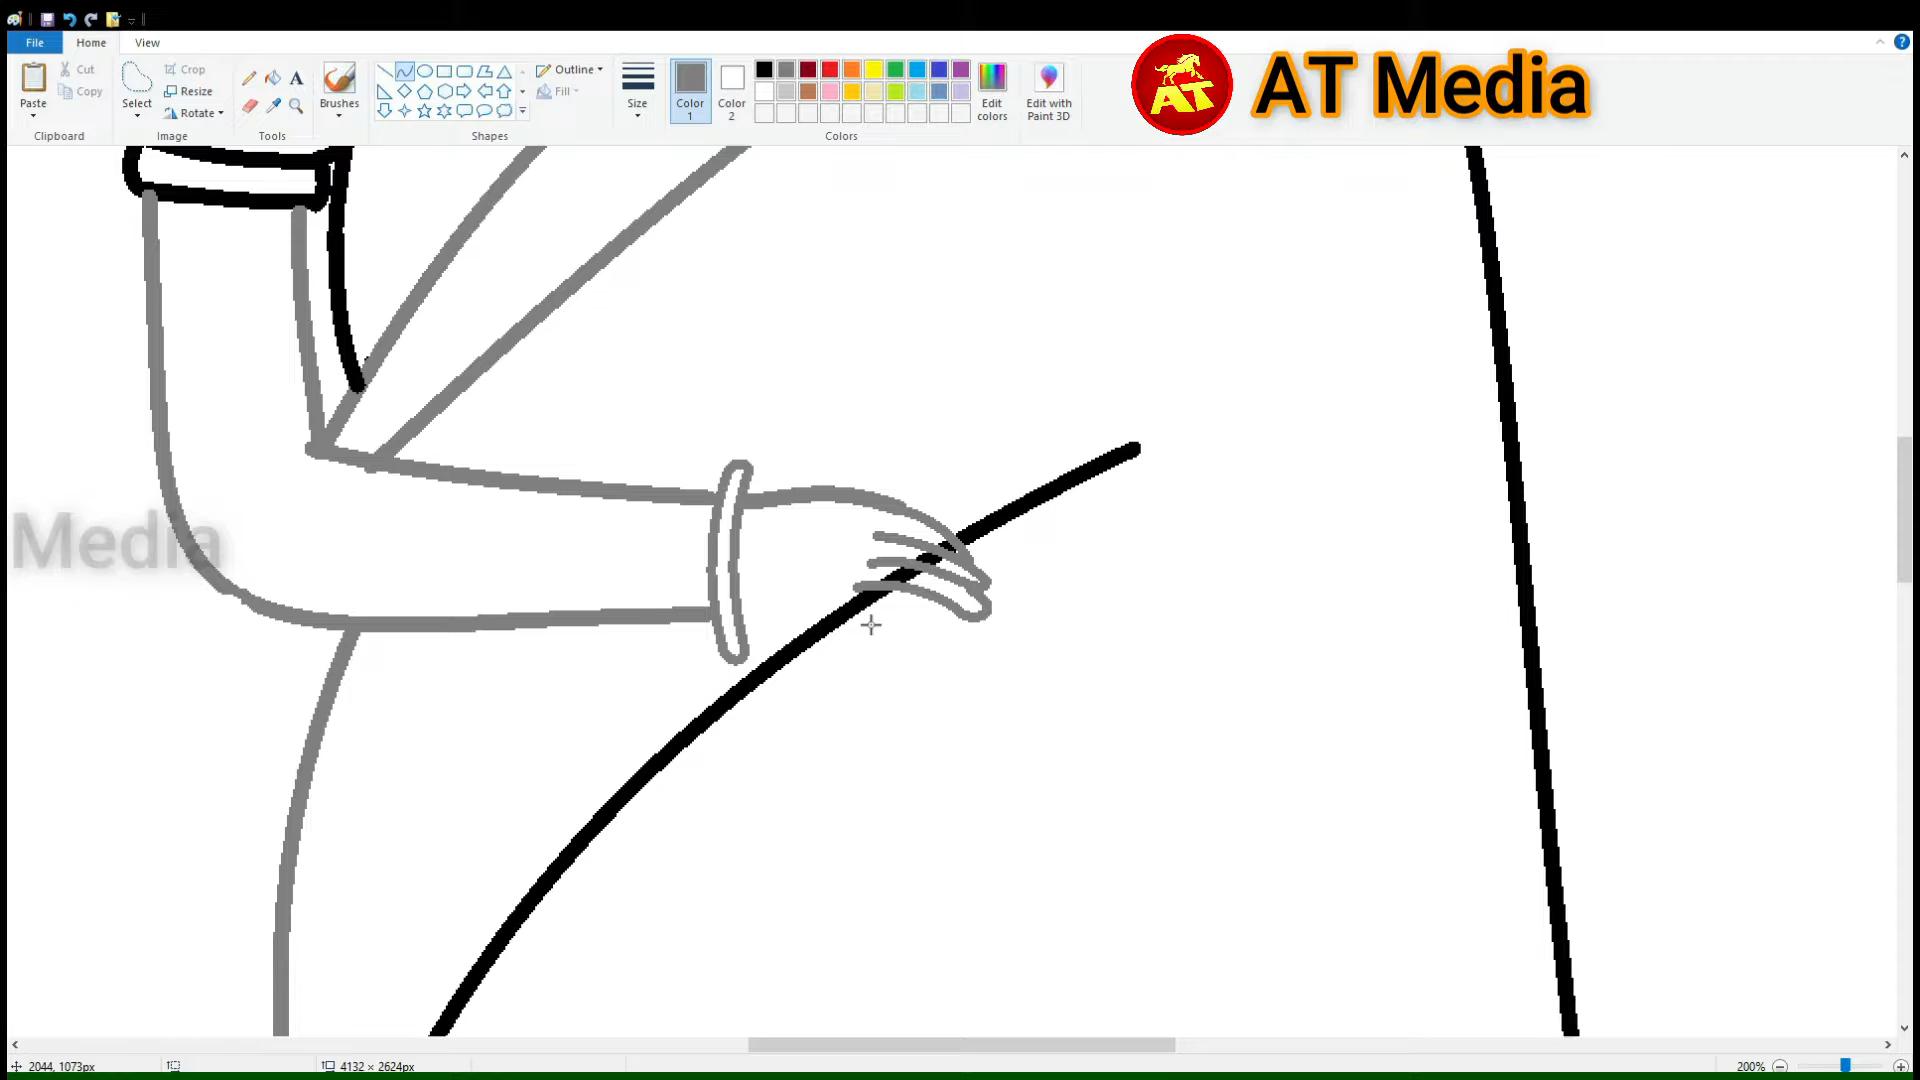 File Home View
Paste
Cut
Copy
Clipboard
Select
Crop
Resize
Rotate
Image
A
Tools
Brushes
Shapes
Outline
Fill
Size
Color 1
Color 2
Colors
Edit colors
Edit with Paint 3D
?
AT
AT Media
Media
2044, 1073px
4132 × 2624px
200%